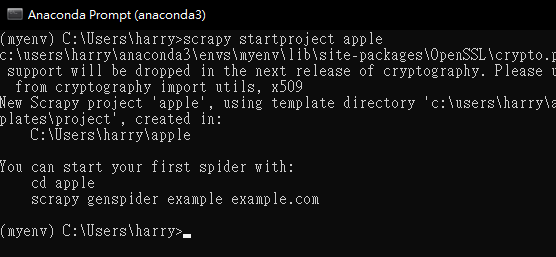 Anaconda Prompt (anaconda3)
(myenv) C:\Users\harry>scrapy startproject apple
c:\users\harry\anaconda3\envs\myenv\lib\site-packages\OpenSSL\crypto.p
support will be dropped in the next release of cryptography. Please u
from cryptography import utils, x509
New Scrapy project 'apple', using template directory 'c:\users\harry\a
plates\project', created in:
C:\Users\harry\apple
You can start your first spider with:
cd apple
scrapy genspider example example.com
(myenv) C:\Users\harry>